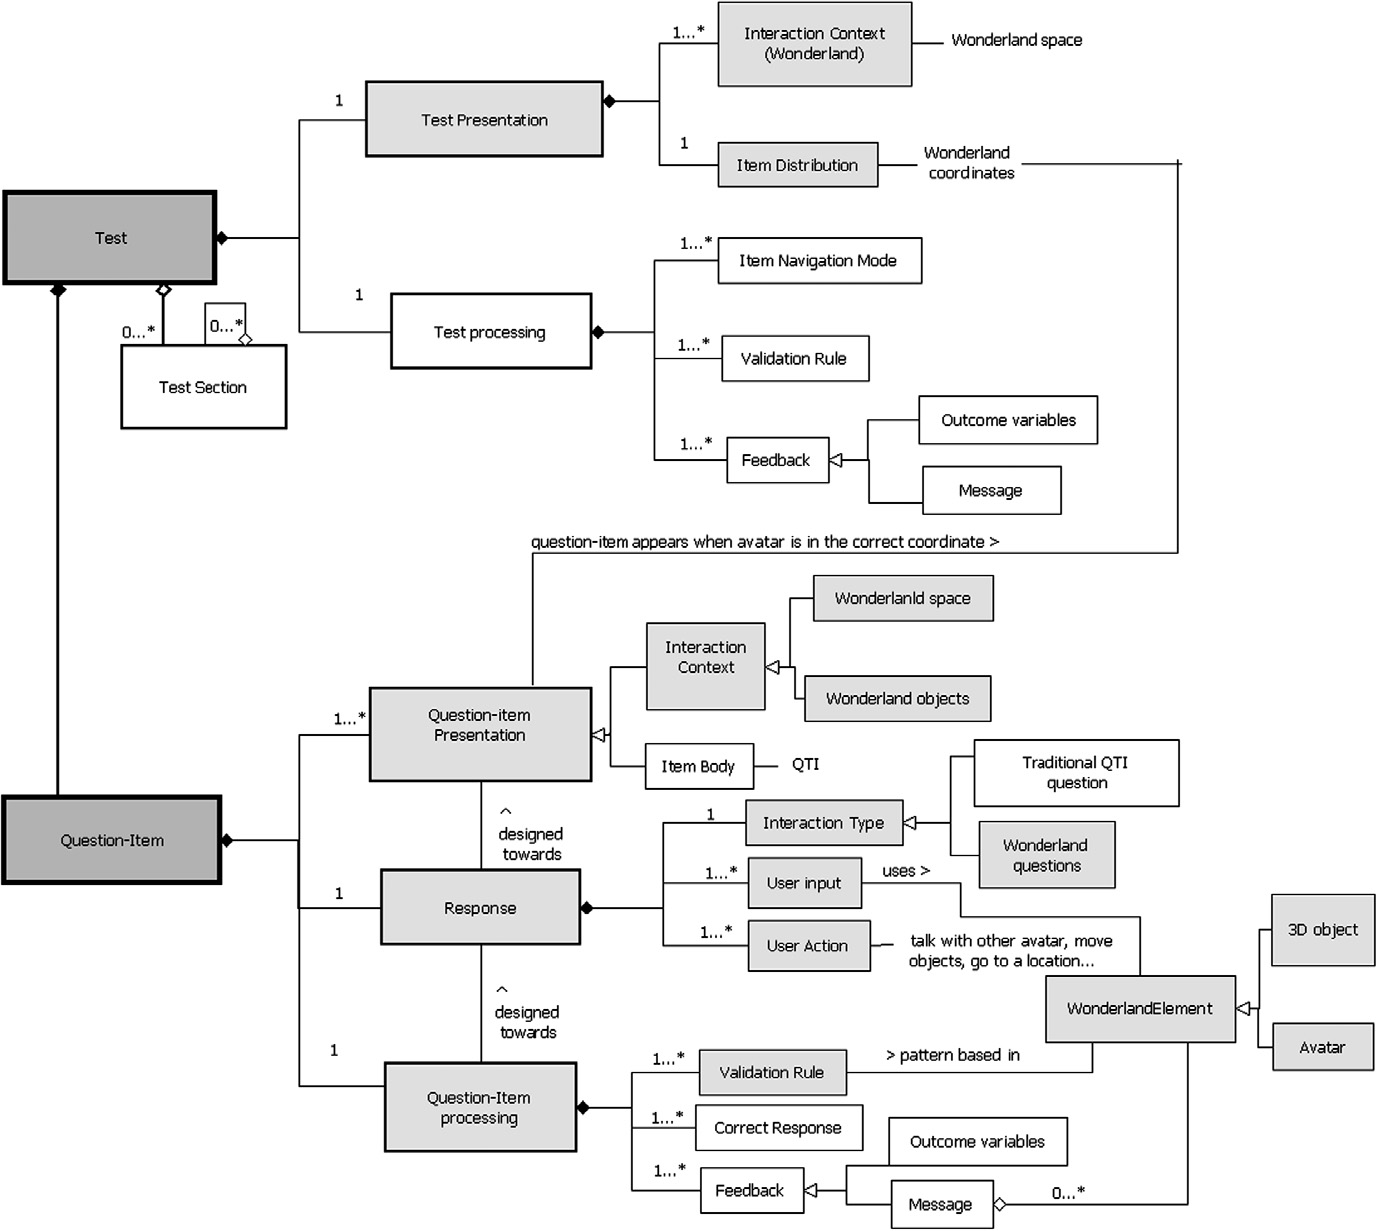 1...*
Interaction Context
(Wonderland)
Wonderland space
1
Test Presentation
1
Item Distribution
Wonderland
coordinates
Test
1...*
Item Navigation Mode
1
Test processing
0...*
0...*
Test Section
1...*
Validation Rule
Outcome variables
1...*
Feedback
Message
question-item appears when avatar is in the correct coordinate >
Wonderlanld space
Interaction
Context
Wonderland objects
1...*
Question-item
Presentation
Item Body
QTI
Traditional QTI
question
^
designed
towards
1
Interaction Type
Wonderland
questions
Question-Item
1...*
User input
uses >
1
Response
1...*
User Action
talk with other avatar, move
objects, go to a location...
3D object
^
designed
towards
WonderlandElement
Avatar
1
1...*
Validation Rule
> pattern based in
Question-Item
processing
1...*
Correct Response
Outcome variables
1...*
Feedback
Message
0...*